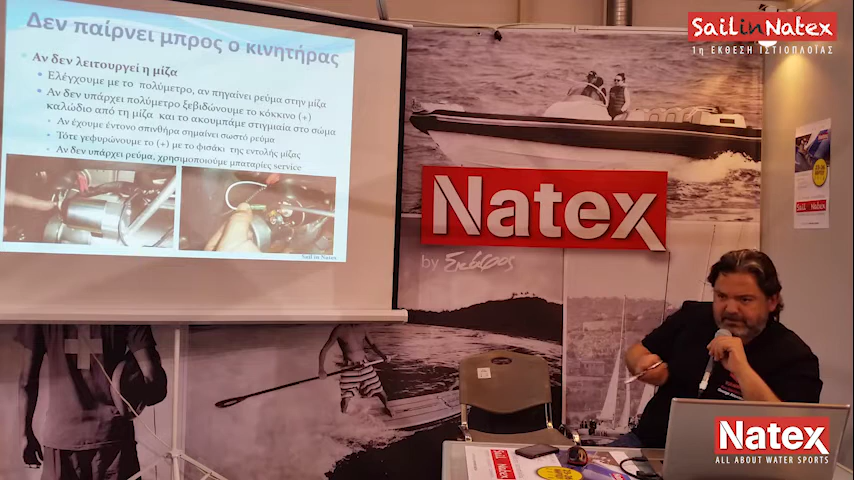 Δεν παίρνει μπρος ο κινητήρας
Αν δεν λειτουργεί η μίζα
Ελέγχουμε με το πολύμετρο, αν πηγαίνει ρεύμα στην μίζα
Αν δεν υπάρχει πολύμετρο ξεβιδώνουμε το κόκκινο (+)
καλώδιο από τη μίζα και το ακουμπάμε στιγμιαία στο σώμα
Αν έχουμε έντονο σπινθήρα σημαίνει σωστό ρεύμα
Τότε γεφυρώνουμε το (+) με το φισάκι της εντολής μίζας
Αν δεν υπάρχει ρεύμα, χρησιμοποιούμε μπαταρίες service
Sail in Natex
SailinNatex
1η ΕΚΘΕΣΗ ΙΣΤΙΟΠΛΟΪΑΣ
Natex
by Σκάβρος
Natex
ALL ABOUT WATER SPORTS